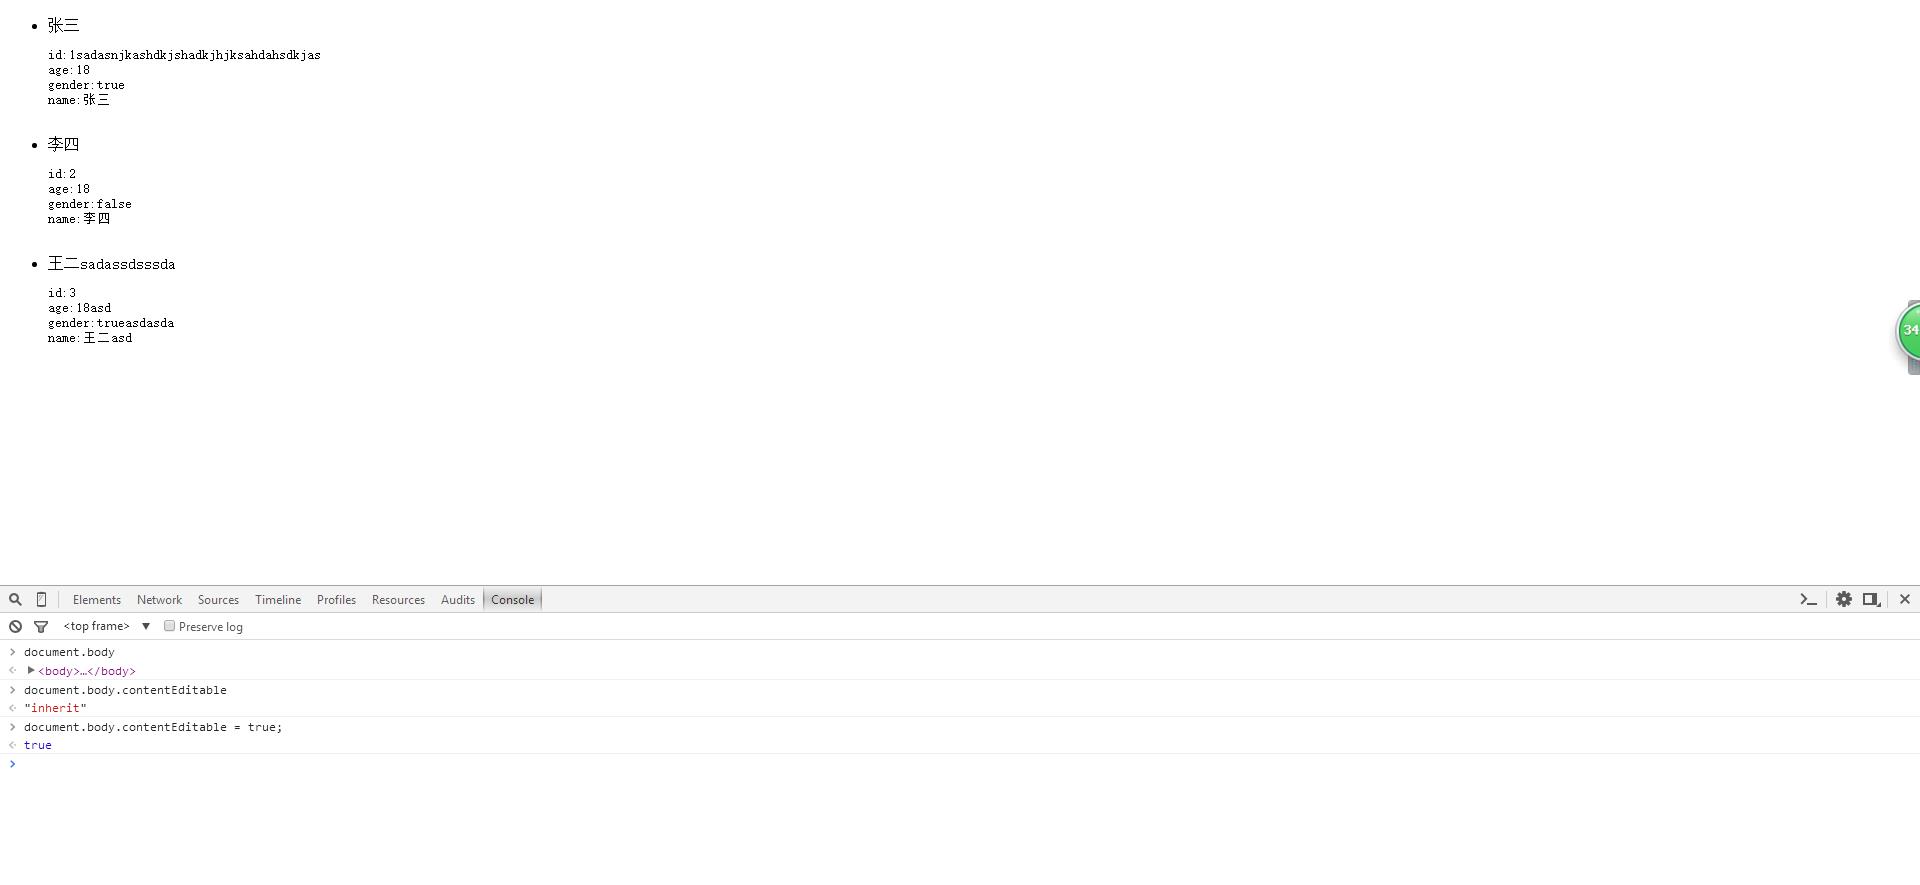 张三
id:1sadasnjkashdkjshadkjhjksahdahsdkjas
age:18
gender:true
name:张三
李四
id:2
age:18
gender:false
name:李四
王二sadassdsssda
id:3
age:18asd
gender:trueasdasda
name:王二asd
34
Elements Network Sources Timeline Profiles Resources Audits Console
<top frame> Preserve log
document.body
<body>…</body>
document.body.contentEditable
"inherit"
document.body.contentEditable = true;
true